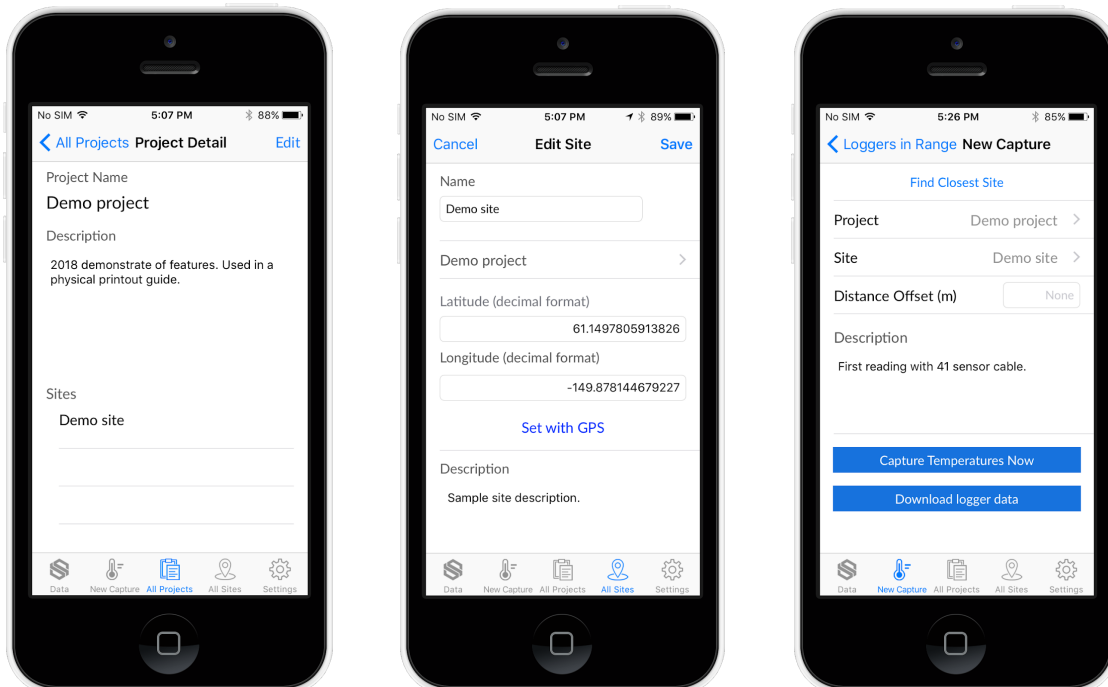 No SIM 5:07 PM 88%
All Projects Project Detail Edit
Project Name
Demo project
Description
2018 demonstrate of features. Used in a
physical printout guide.
Sites
Demo site
Data New Capture All Projects All Sites Settings
No SIM 5:07 PM 89%
Cancel Edit Site Save
Name
Demo site
Demo project
Latitude (decimal format)
61.1497805913826
Longitude (decimal format)
-149.878144679227
Set with GPS
Description
Sample site description.
Data New Capture All Projects All Sites Settings
No SIM 5:26 PM 85%
Loggers in Range New Capture
Find Closest Site
Project Demo project
Site Demo site
Distance Offset (m) None
Description
First reading with 41 sensor cable.
Capture Temperatures Now
Download logger data
Data New Capture All Projects All Sites Settings